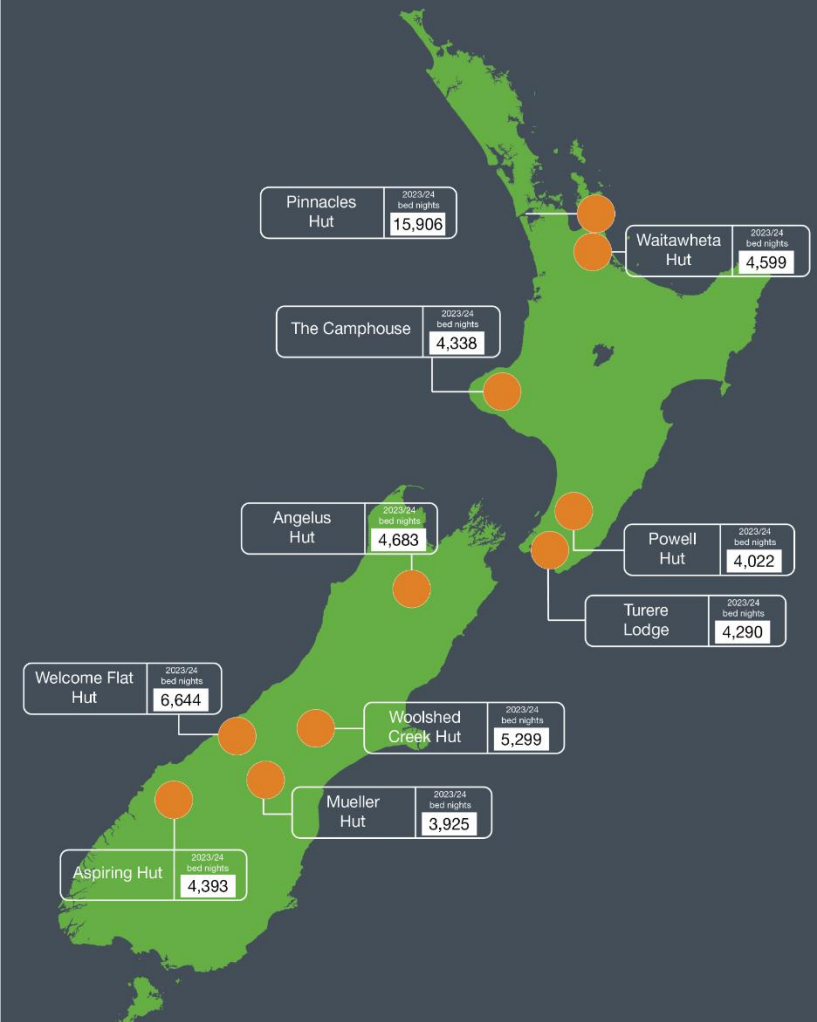 Pinnacles
Hut
2023/24
bed nights
15,906
Waitawheta
Hut
2023/24
bed nights
4,599
The Camphouse
2023/24
bed nights
4,338
Angelus
Hut
2023/24
bed nights
4,683
Powell
Hut
2023/24
bed nights
4,022
Turere
Lodge
2023/24
bed nights
4,290
Welcome Flat
Hut
2023/24
bed nights
6,644
Woolshed
Creek Hut
2023/24
bed nights
5,299
Mueller
Hut
2023/24
bed nights
3,925
Aspiring Hut
2023/24
bed nights
4,393